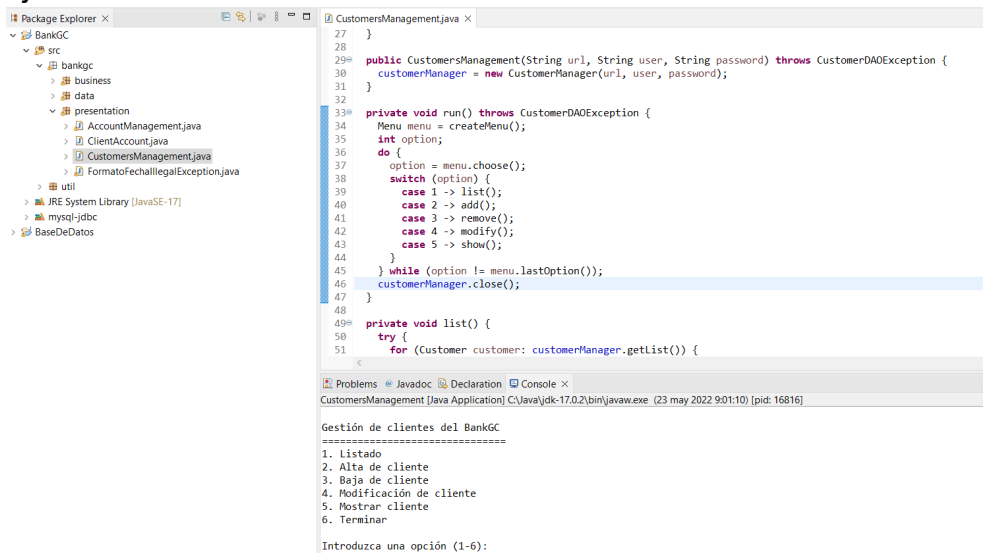 Package Explorer
BankGC
src
bankgc
business
data
presentation
AccountManagement.java
ClientAccount.java
CustomersManagement.java
FormatoFechaIllegalException.java
util
JRE System Library [JavaSE-17]
mysql-jdbc
BaseDeDatos
CustomersManagement.java
27 }
28
29 public CustomersManagement(String url, String user, String password) throws CustomerDAOException {
30 customerManager = new CustomerManager(url, user, password);
31 }
32
33 private void run() throws CustomerDAOException {
34 Menu menu = createMenu();
35 int option;
36 do {
37 option = menu.choose();
38 switch (option) {
39 case 1 -> list();
40 case 2 -> add();
41 case 3 -> remove();
42 case 4 -> modify();
43 case 5 -> show();
44 }
45 } while (option != menu.lastOption());
46 customerManager.close();
47 }
48
49 private void list() {
50 try {
51 for (Customer customer: customerManager.getList()) {
Problems Javadoc Declaration Console
CustomersManagement [Java Application] C:\Java\jdk-17.0.2\bin\javaw.exe (23 may 2022 9:01:10) [pid: 16816]
Gestión de clientes del BankGC
================================
1. Listado
2. Alta de cliente
3. Baja de cliente
4. Modificación de cliente
5. Mostrar cliente
6. Terminar
Introduzca una opción (1-6):